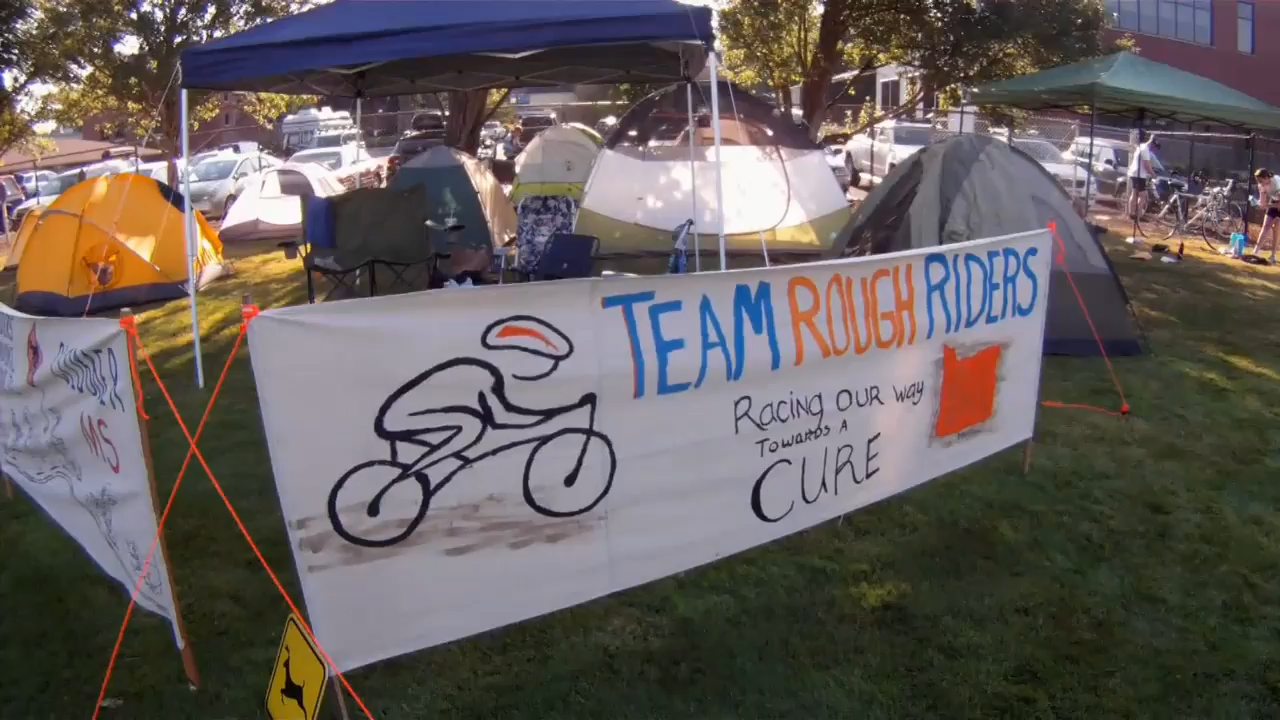 TEAM ROUGH RIDERS
RACING OUR WAY
TOWARDS A
CURE
MS